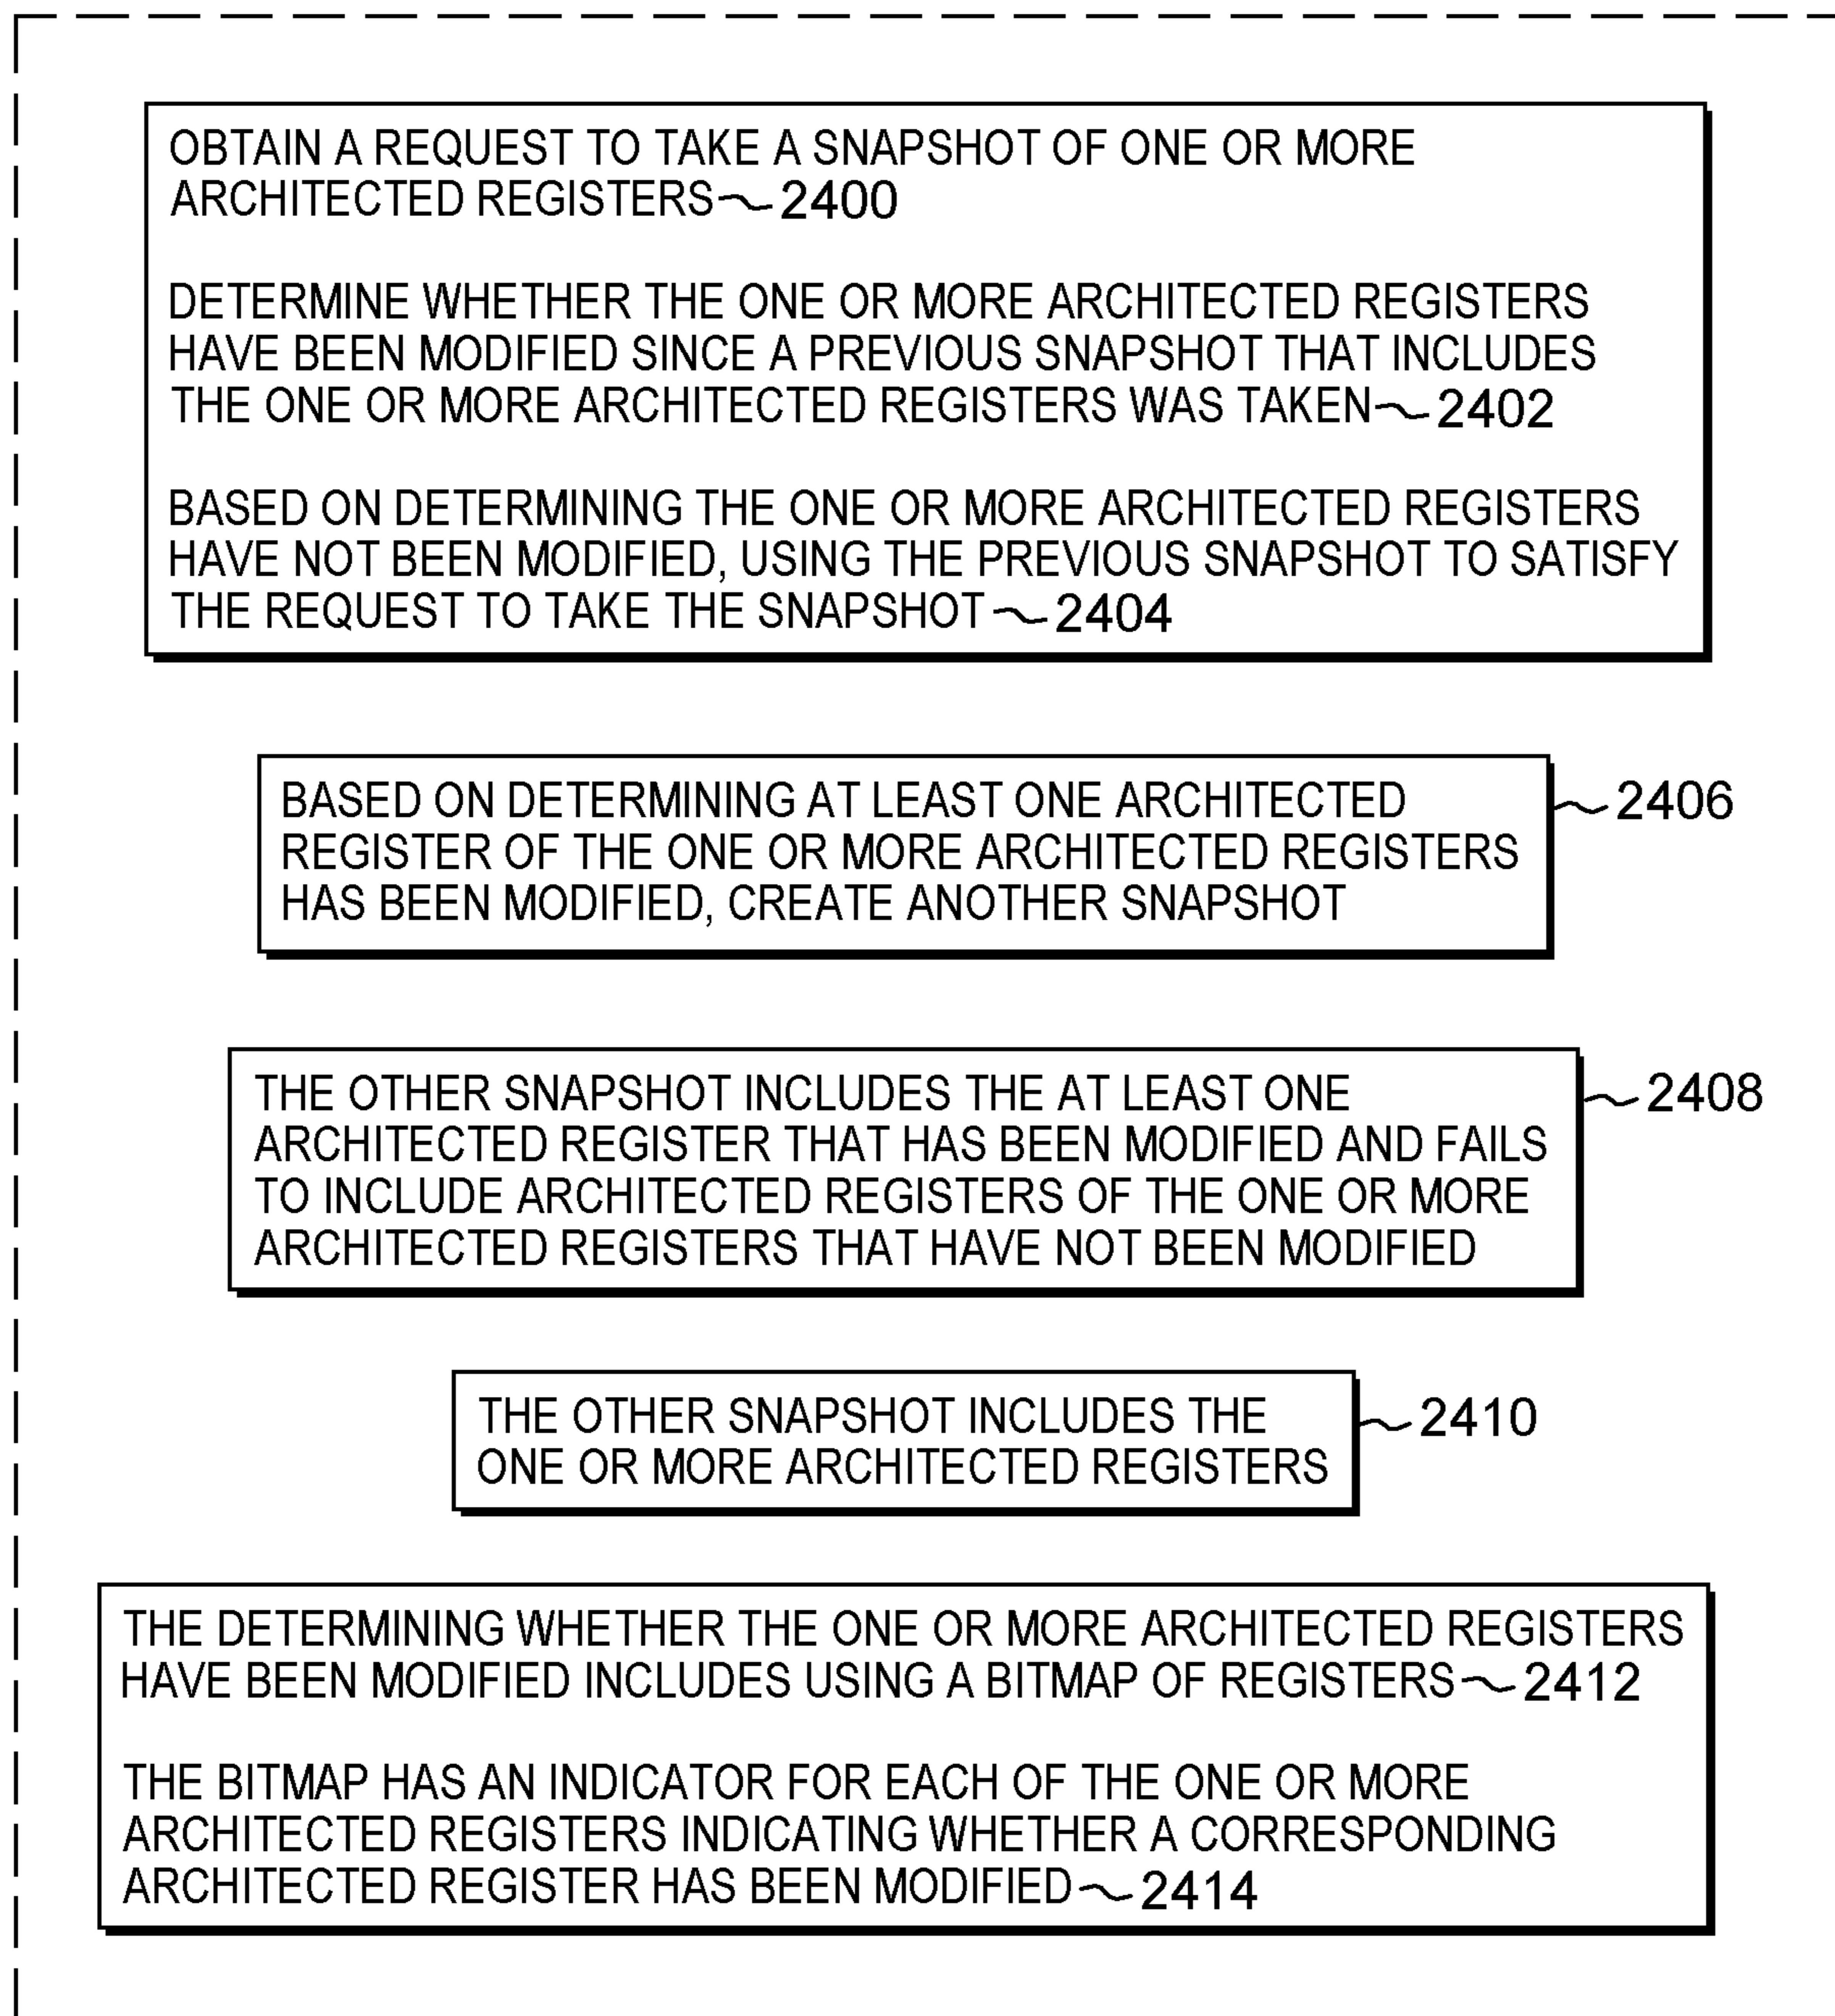 OBTAIN A REQUEST TO TAKE A SNAPSHOT OF ONE OR MORE
ARCHITECTED REGISTERS 2400
DETERMINE WHETHER THE ONE OR MORE ARCHITECTED REGISTERS
HAVE BEEN MODIFIED SINCE A PREVIOUS SNAPSHOT THAT INCLUDES
THE ONE OR MORE ARCHITECTED REGISTERS WAS TAKEN 2402
BASED ON DETERMINING THE ONE OR MORE ARCHITECTED REGISTERS
HAVE NOT BEEN MODIFIED, USING THE PREVIOUS SNAPSHOT TO SATISFY
THE REQUEST TO TAKE THE SNAPSHOT 2404
BASED ON DETERMINING AT LEAST ONE ARCHITECTED 2406
REGISTER OF THE ONE OR MORE ARCHITECTED REGISTERS
HAS BEEN MODIFIED, CREATE ANOTHER SNAPSHOT
THE OTHER SNAPSHOT INCLUDES THE AT LEAST ONE 2408
ARCHITECTED REGISTER THAT HAS BEEN MODIFIED AND FAILS
TO INCLUDE ARCHITECTED REGISTERS OF THE ONE OR MORE
ARCHITECTED REGISTERS THAT HAVE NOT BEEN MODIFIED
THE OTHER SNAPSHOT INCLUDES THE 2410
ONE OR MORE ARCHITECTED REGISTERS
THE DETERMINING WHETHER THE ONE OR MORE ARCHITECTED REGISTERS
HAVE BEEN MODIFIED INCLUDES USING A BITMAP OF REGISTERS 2412
THE BITMAP HAS AN INDICATOR FOR EACH OF THE ONE OR MORE
ARCHITECTED REGISTERS INDICATING WHETHER A CORRESPONDING
ARCHITECTED REGISTER HAS BEEN MODIFIED 2414